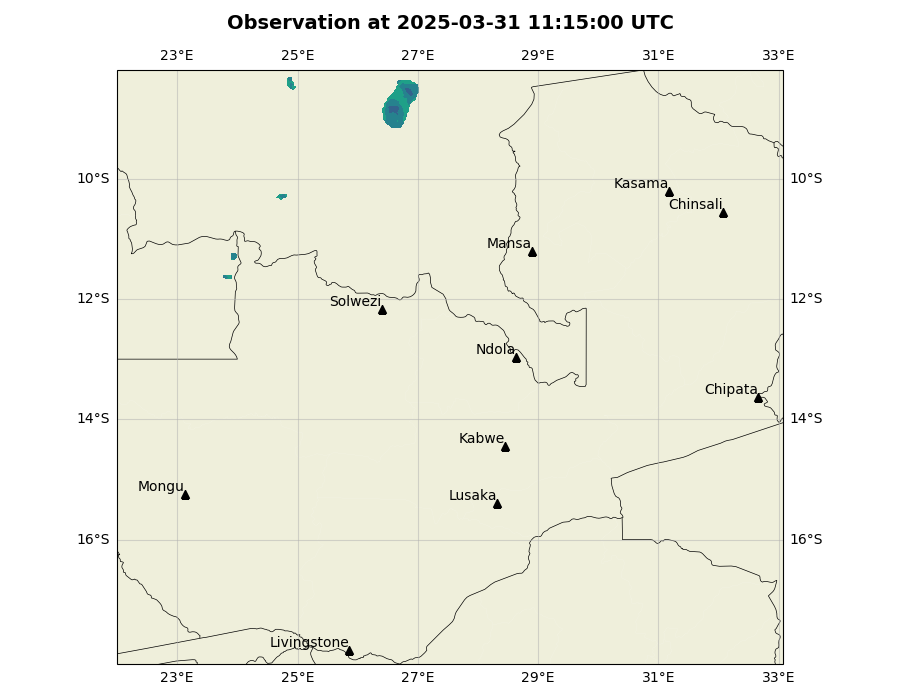 Observation at 2025-03-31 11:15:00 UTC
23°E 25°E 27°E 29°E 31°E 33°E
10°S 10°S
Kasama
Chinsali
Mansa
12°S 12°S
Solwezi
Ndola
Chipata
14°S 14°S
Kabwe
Mongu
Lusaka
16°S 16°S
Livingstone
23°E 25°E 27°E 29°E 31°E 33°E